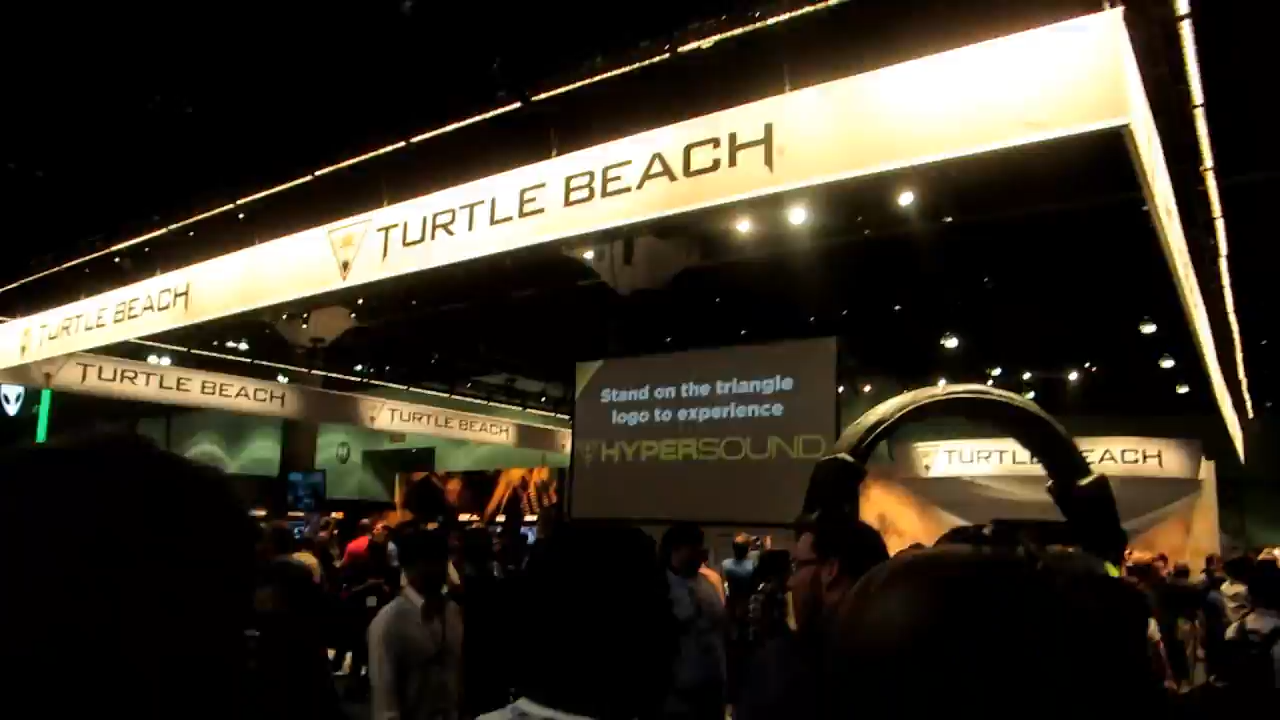 TURTLE BEACH
TURTLE BEACH
TURTLE BEACH
TURTLE BEACH
Stand on the triangle
logo to experience
HYPERSOUND
TURTLE BEACH